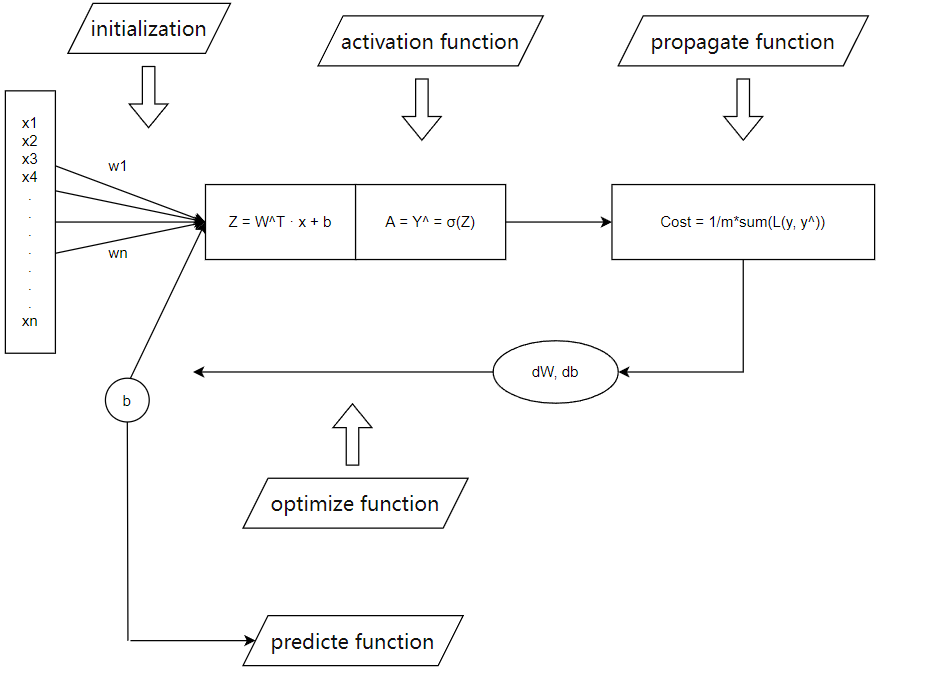 initialization
activation function
propagate function
x1
x2
x3
x4
.
.
.
.
.
.
.
xn
w1
wn
Z = W^T · x + b
A = Y^ = σ(Z)
Cost = 1/m*sum(L(y, y^))
dW, db
b
optimize function
predicte function